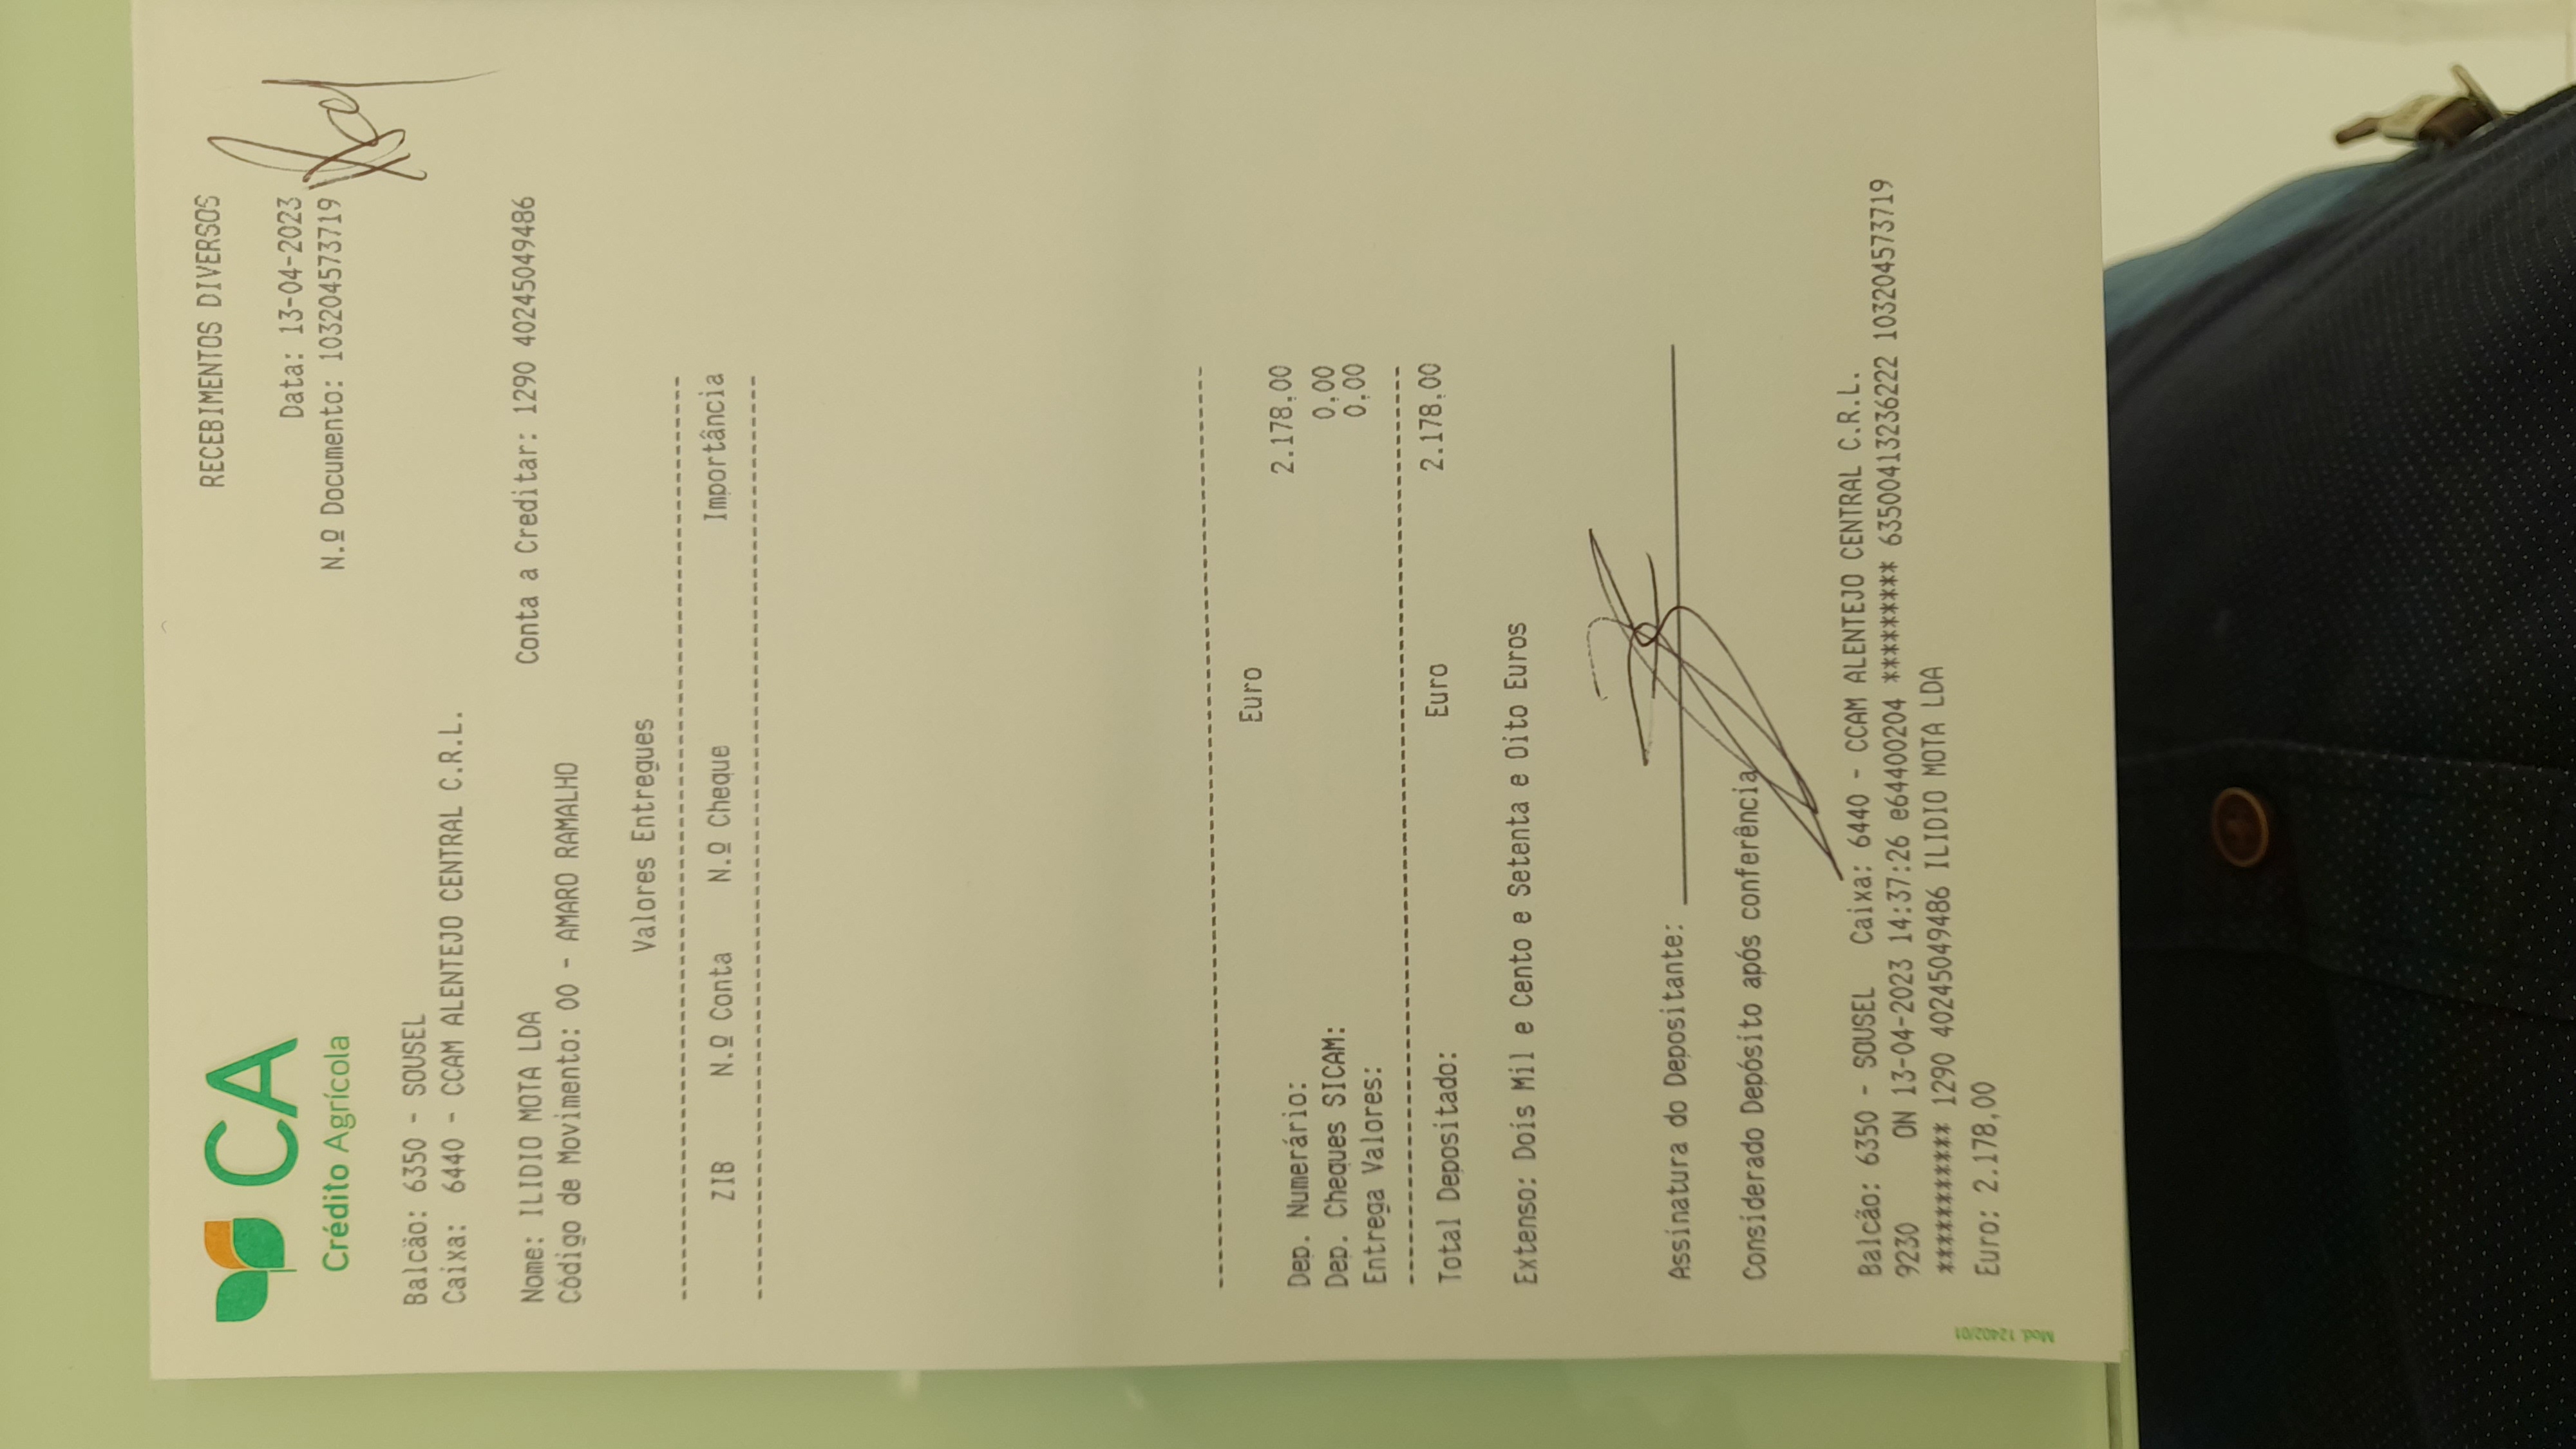 CA
Crédito Agrícola
RECEBIMENTOS DIVERSOS
Data: 13-04-2023
N.º Documento: 10320457371​9
Balcão: 6350 - SOUSEL
Caixa: 6440 - CCAM ALENTEJO CENTRAL C.R.L.
Nome: ILIDIO MOTA LDA Conta a Creditar: 1290 40245049486
Código de Movimento: 00 - AMARO RAMALHO
Valores Entregues
ZIB N.º Conta N.º Cheque Importância
Euro
Dep. Numerário: 2.178,00
Dep. Cheques SICAM: 0,00
Entrega Valores: 0,00
Total Depositado: Euro 2.178,00
Extenso: Dois Mil e Cento e Setenta e Oito Euros
Assinatura do Depositante:
Considerado Depósito após conferência
Balcão: 6350 - SOUSEL Caixa: 6440 - CCAM ALENTEJO CENTRAL C.R.L.
9230 ON 13-04-2023 14:37:26 e6400204 ******** 6350041323622​2 103204573719
********** 1290 40245049486 ILIDIO MOTA LDA
Euro: 2.178,00
Mod. 12402/01